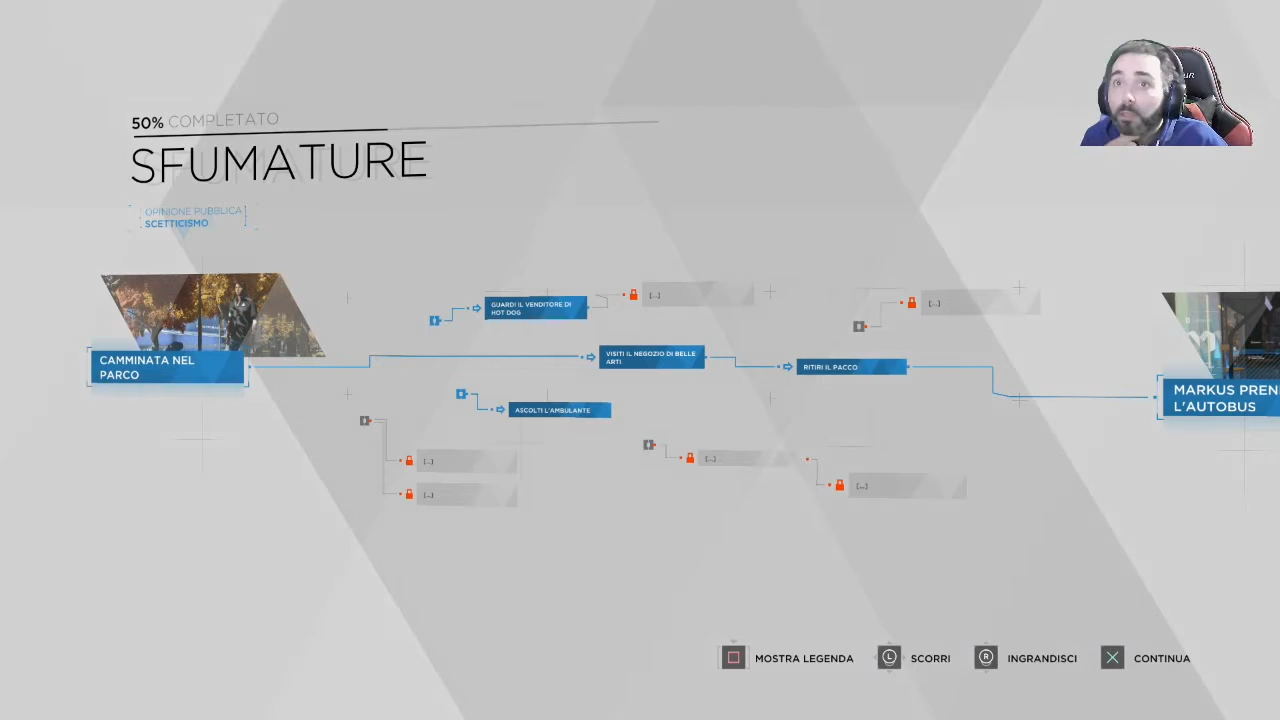 50% COMPLETATO
SFUMATURE
OPINIONE PUBBLICA
SCETTICISMO
CAMMINATA NEL
PARCO
GUARDI IL VENDITORE DI
HOT DOG
[...]
[...]
VISITI IL NEGOZIO DI BELLE
ARTI
RITIRI IL PACCO
MARKUS PREN
L'AUTOBUS
ASCOLTI L'AMBULANTE
[...]
[...]
[...]
[...]
MOSTRA LEGENDA
L
SCORRI
R
INGRANDISCI
CONTINUA